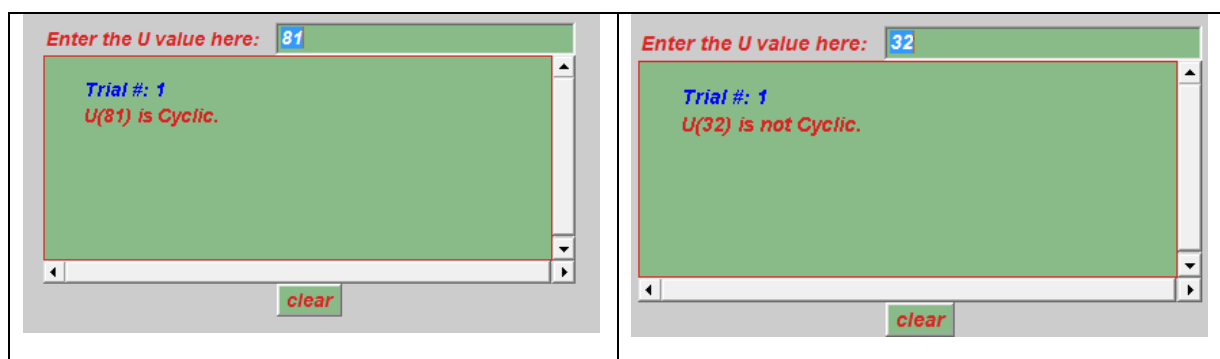 Enter the U value here: 81
Trial #: 1
U(81) is Cyclic.
clear
Enter the U value here: 32
Trial #: 1
U(32) is not Cyclic.
clear